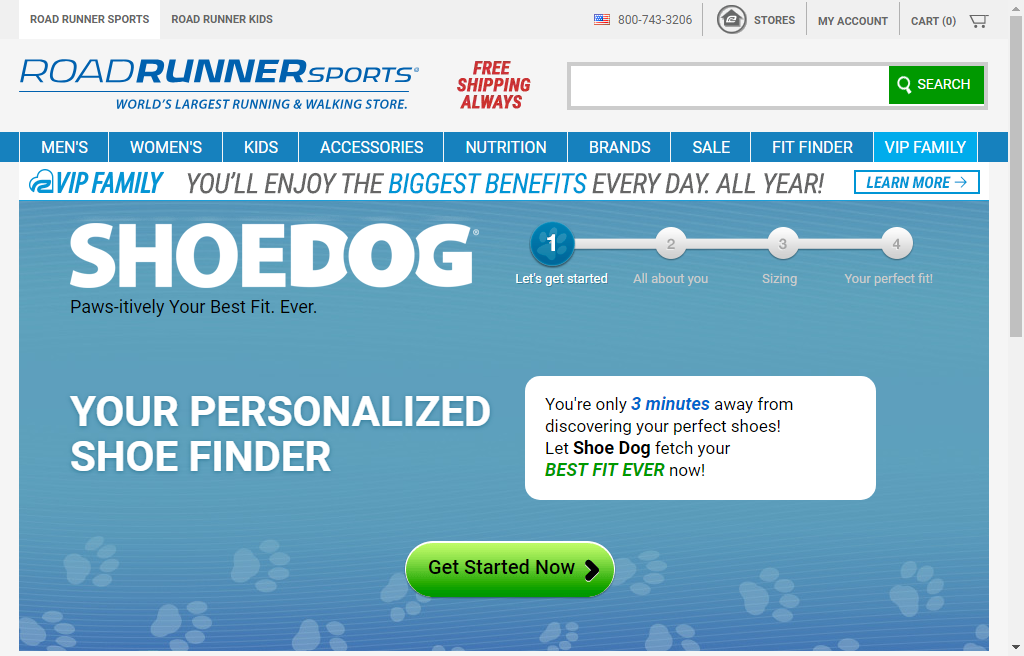 ROAD RUNNER SPORTS
ROAD RUNNER KIDS
800-743-3206
STORES
MY ACCOUNT
CART (0)
ROADRUNNERSPORTS®
WORLD'S LARGEST RUNNING & WALKING STORE.
FREE
SHIPPING
ALWAYS
SEARCH
MEN'S
WOMEN'S
KIDS
ACCESSORIES
NUTRITION
BRANDS
SALE
FIT FINDER
VIP FAMILY
VIP FAMILY YOU'LL ENJOY THE BIGGEST BENEFITS EVERY DAY. ALL YEAR! LEARN MORE →
SHOEDOG®
Paws-itively Your Best Fit. Ever.
1 2 3 4
Let's get started All about you Sizing Your perfect fit!
YOUR PERSONALIZED
SHOE FINDER
You're only 3 minutes away from
discovering your perfect shoes!
Let Shoe Dog fetch your
BEST FIT EVER now!
Get Started Now